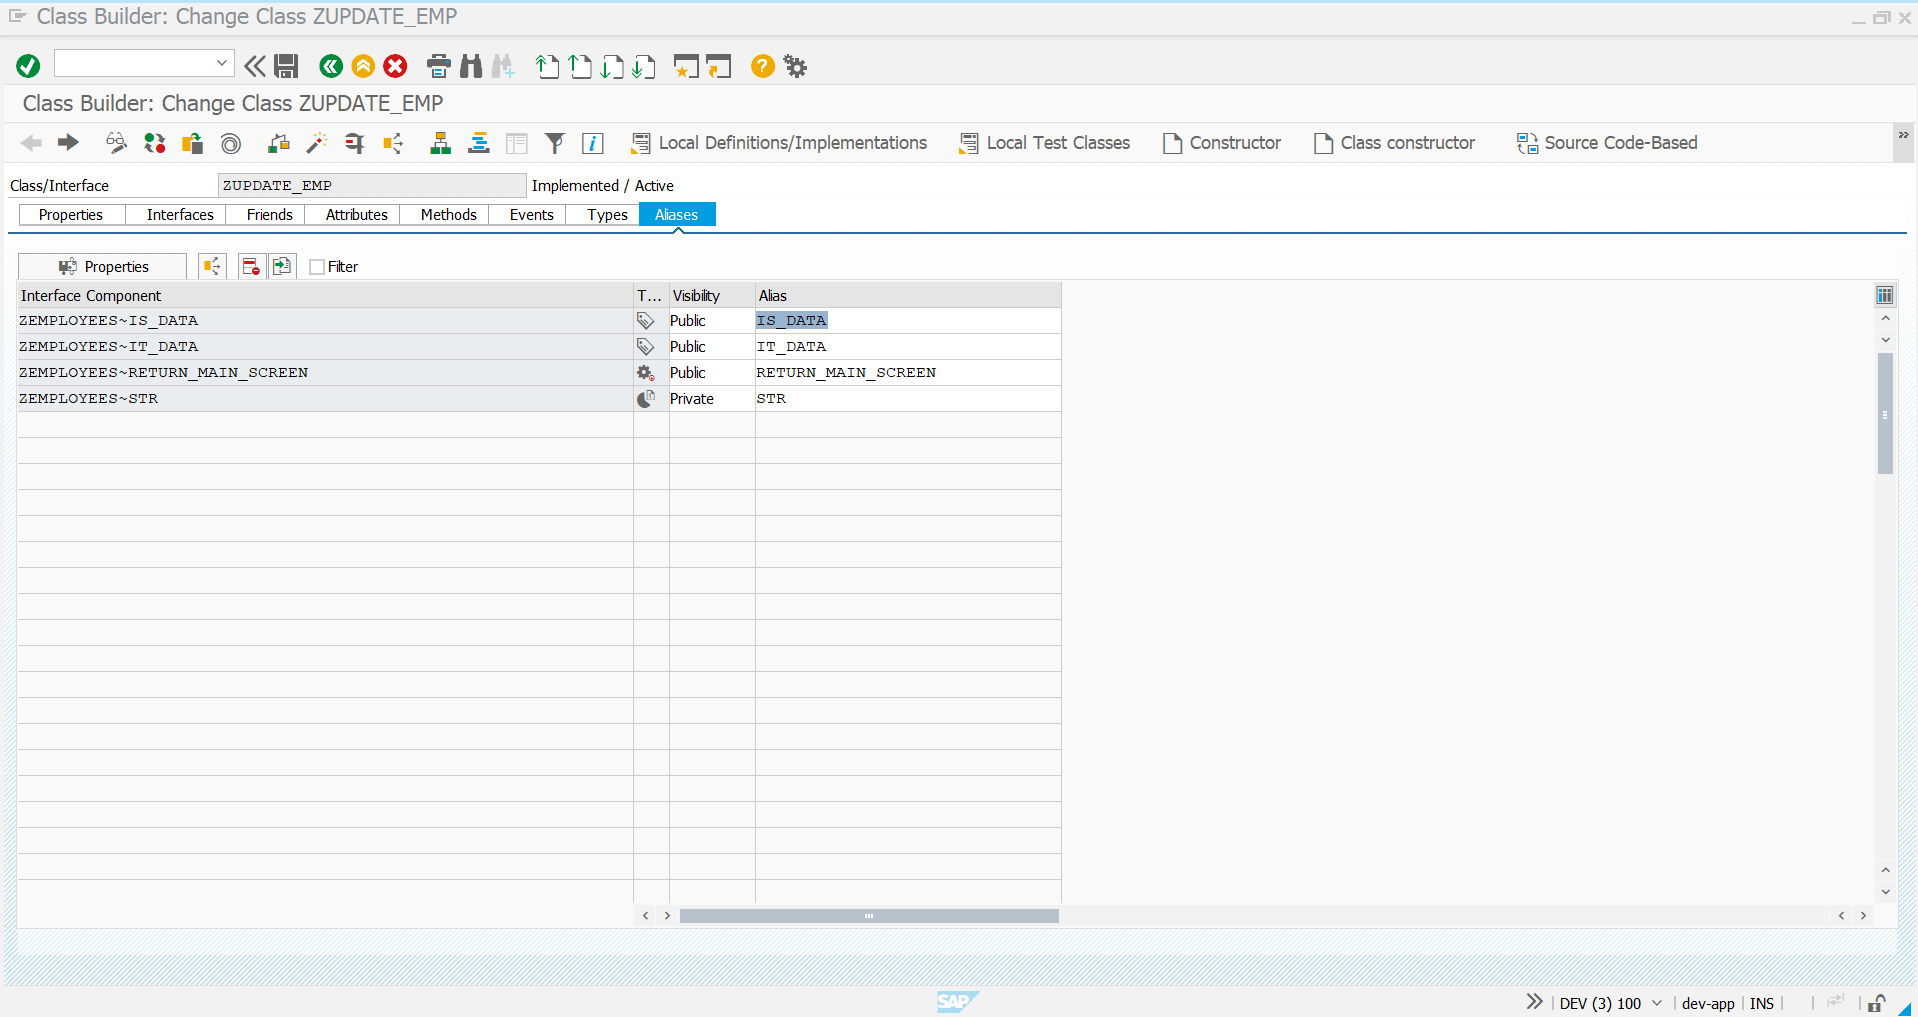 Class Builder: Change Class ZUPDATE_EMP
Class Builder: Change Class ZUPDATE_EMP
Local Definitions/Implementations Local Test Classes Constructor Class constructor Source Code-Based
Class/Interface ZUPDATE_EMP Implemented / Active
Properties Interfaces Friends Attributes Methods Events Types Aliases
Properties Filter
Interface Component T... Visibility Alias
ZEMPLOYEES~IS_DATA Public IS_DATA
ZEMPLOYEES~IT_DATA Public IT_DATA
ZEMPLOYEES~RETURN_MAIN_SCREEN Public RETURN_MAIN_SCREEN
ZEMPLOYEES~STR Private STR
SAP DEV (3) 100 dev-app INS